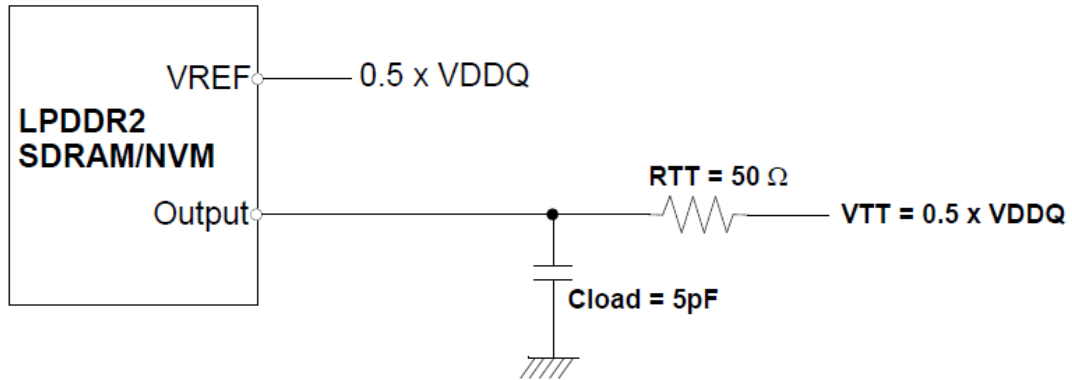 VREF
0.5 x VDDQ
LPDDR2
SDRAM/NVM
Output
RTT = 50 Ω
VTT = 0.5 x VDDQ
Cload = 5pF